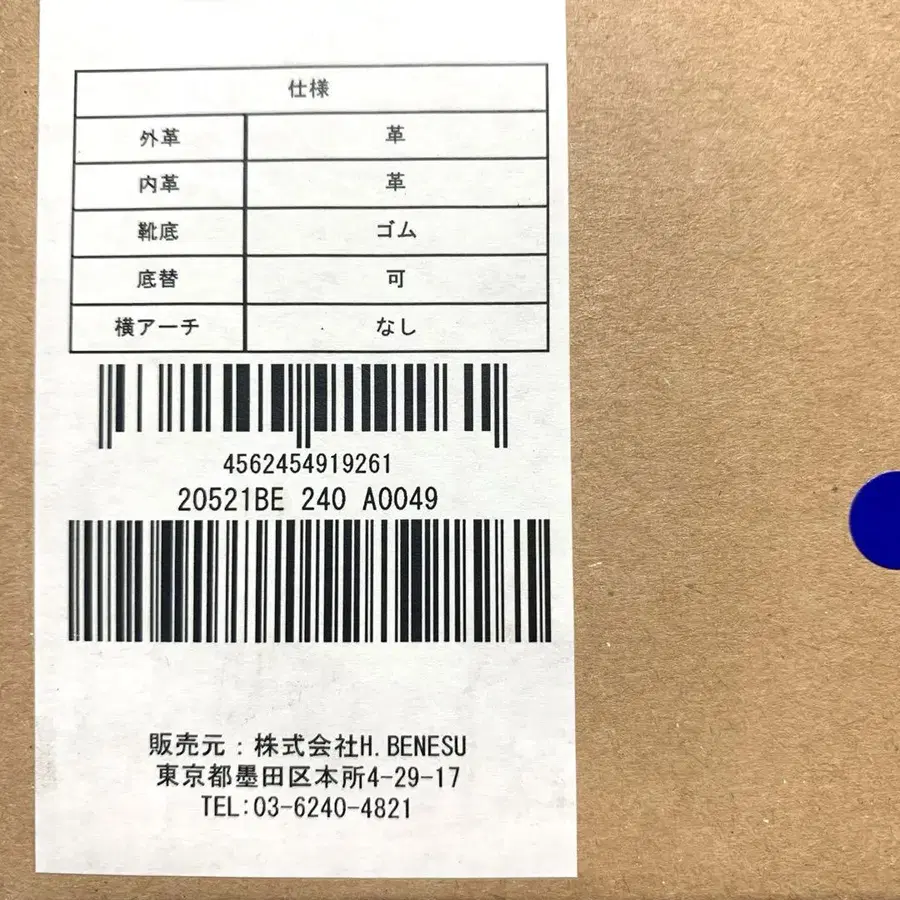 仕様
外革 革
内革 革
靴底 ゴム
底替 可
横アーチ なし
4562454919261
20521BE 240 A0049
販売元：株式会社H.BENESU
東京都墨田区本所4-29-17
TEL:03-6240-4821